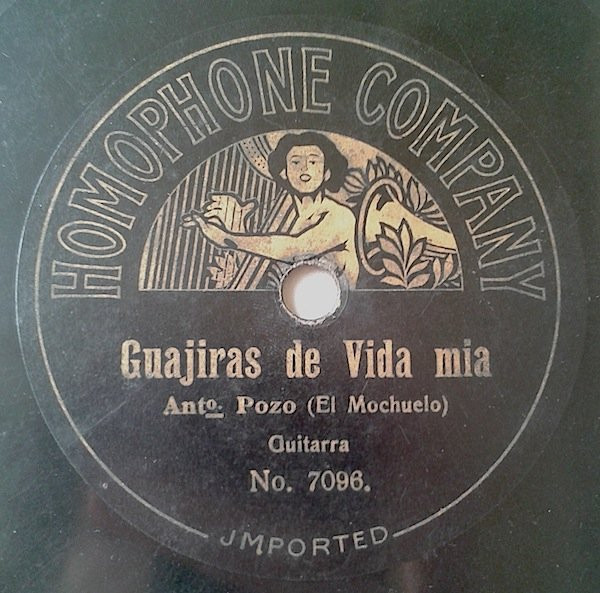 HOMOPHONE COMPANY
Guajiras de Vida mia
Anto. Pozo (El Mochuelo)
Guitarra
No. 7096.
JMPORTED